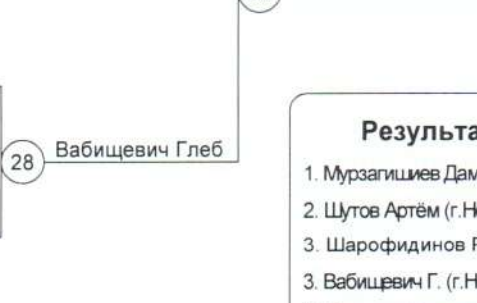 28
Вабищевич Глеб
Результа
1. Мурзагишиев Дам
2. Шутов Артём (г.Н
3. Шарофидинов
3. Вабищевич Г. (г.Н